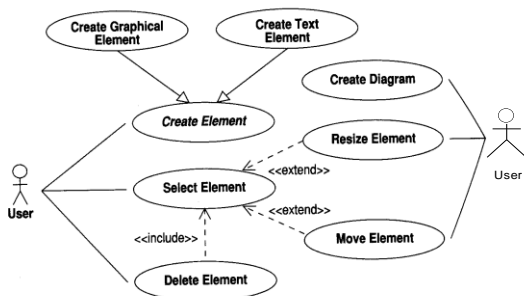 Create Graphical
Element
Create Text
Element
Create Diagram
Create Element
Resize Element
<<extend>>
User
User
Select Element
<<extend>>
<<include>>
Move Element
Delete Element